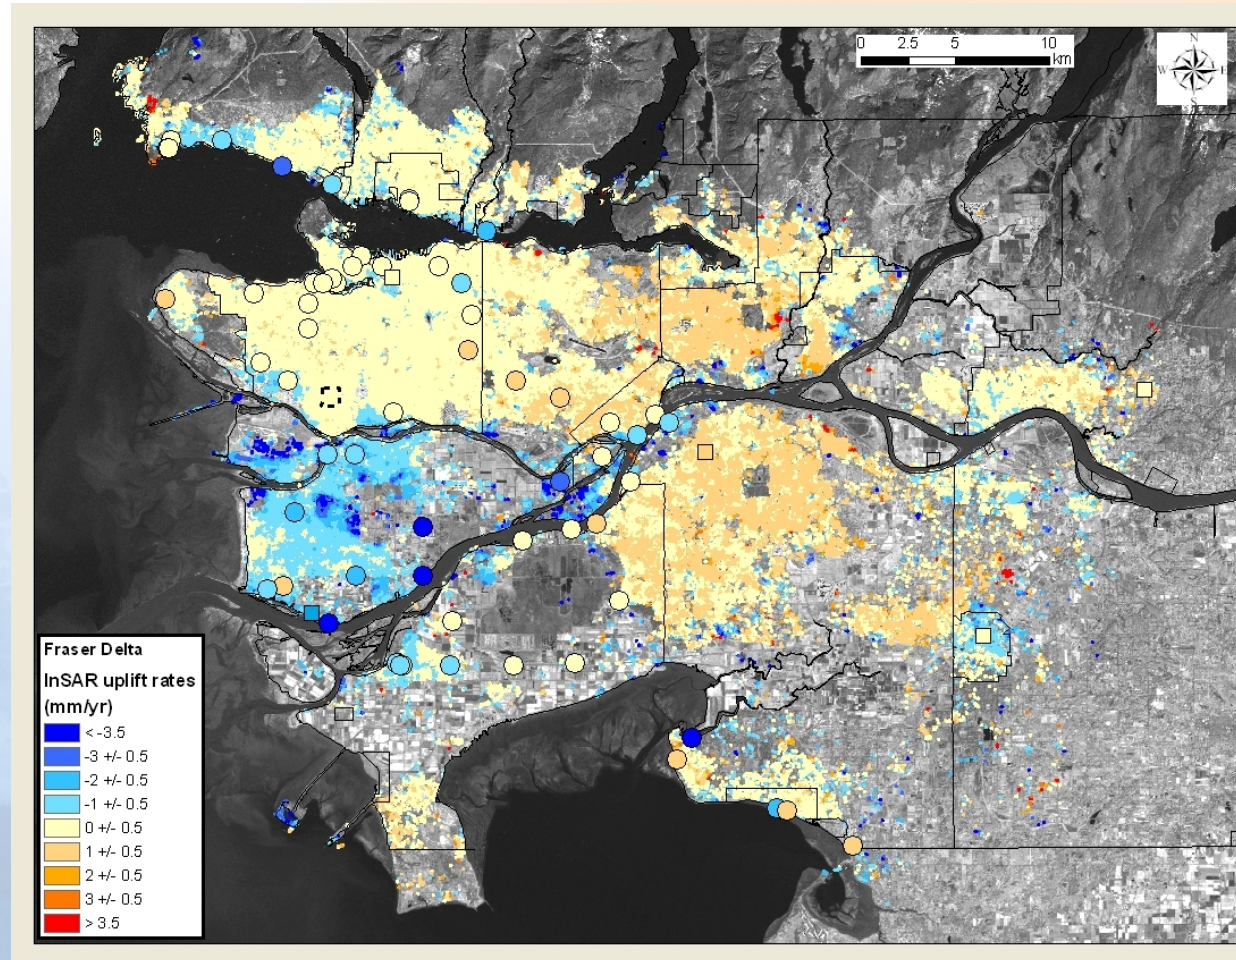 0 2.5 5 10
km
N
W E
S
Fraser Delta
InSAR uplift rates
(mm/yr)
< -3.5
-3 +/- 0.5
-2 +/- 0.5
-1 +/- 0.5
0 +/- 0.5
1 +/- 0.5
2 +/- 0.5
3 +/- 0.5
> 3.5